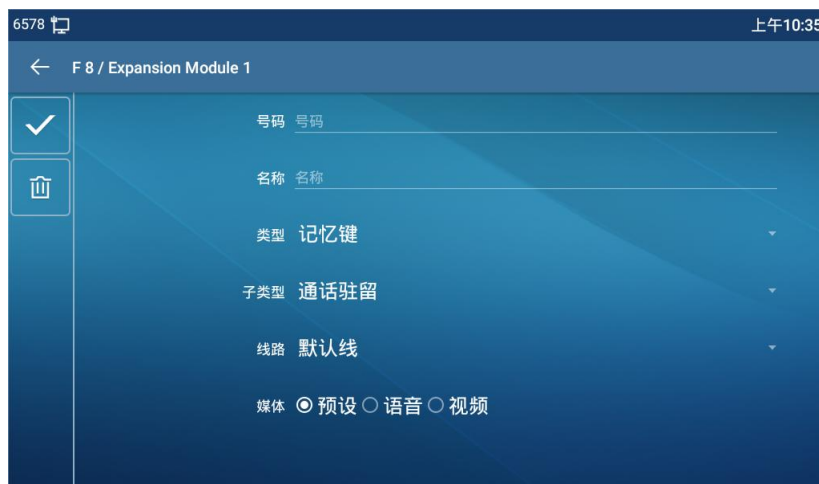 6578 上午10:35
F 8 / Expansion Module 1
号码 号码
名称 名称
类型 记忆键
子类型 通话驻留
线路 默认线
媒体 预设 语音 视频